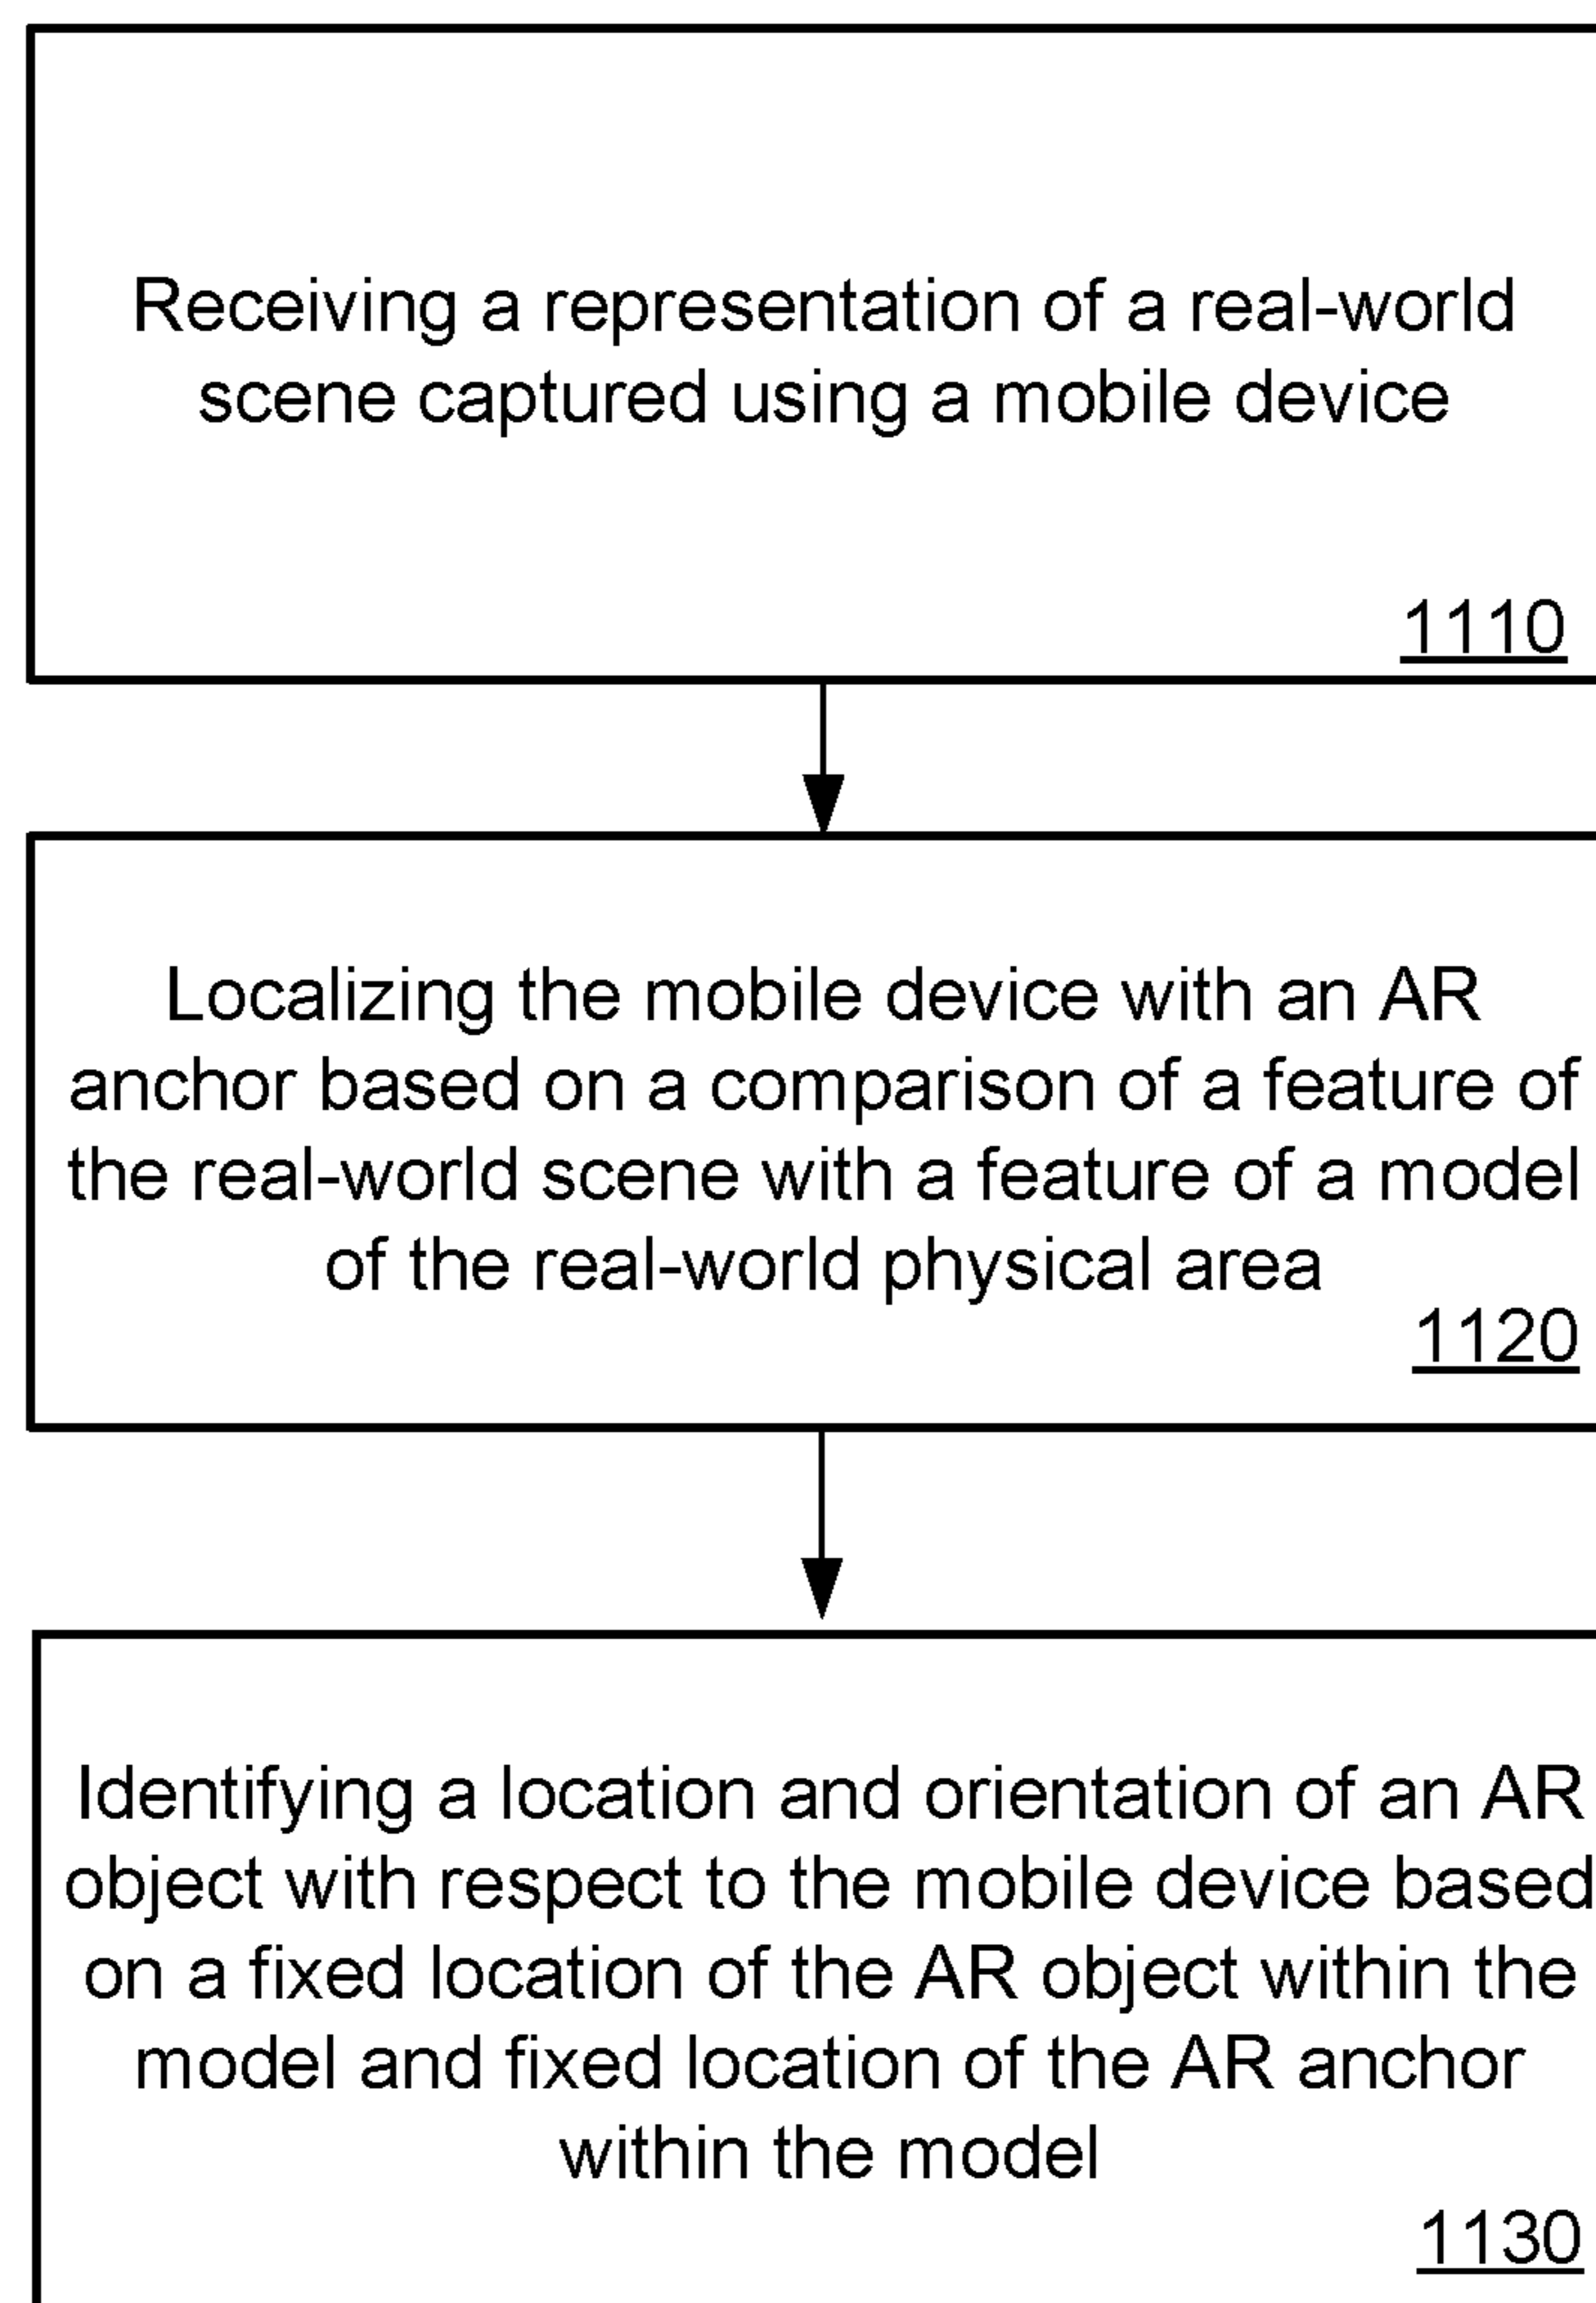 Receiving a representation of a real-world
scene captured using a mobile device
1110
Localizing the mobile device with an AR
anchor based on a comparison of a feature of
the real-world scene with a feature of a model
of the real-world physical area
1120
Identifying a location and orientation of an AR
object with respect to the mobile device based
on a fixed location of the AR object within the
model and fixed location of the AR anchor
within the model
1130